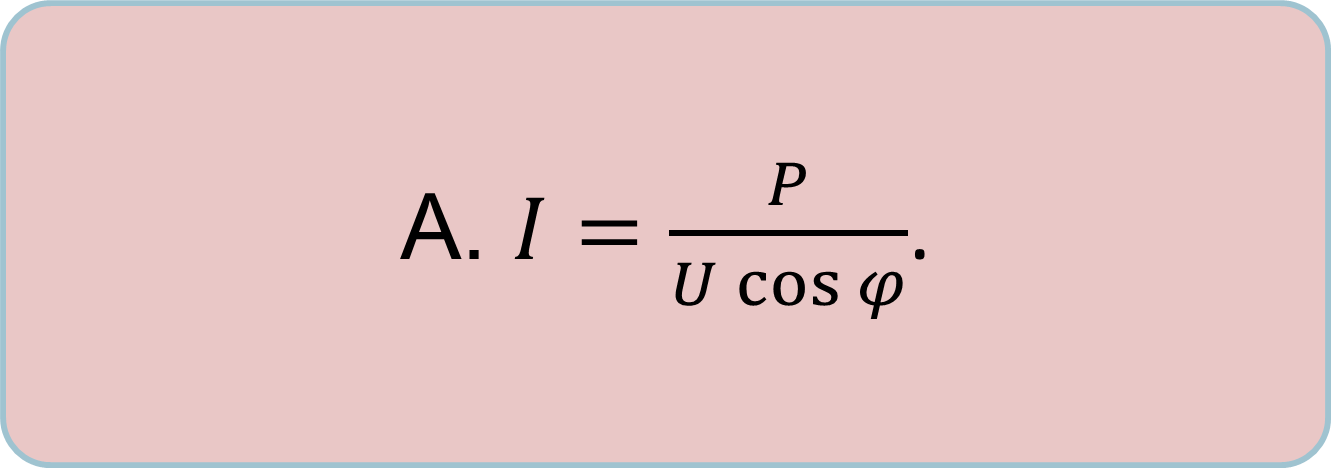 A. I = P / (U cos φ).